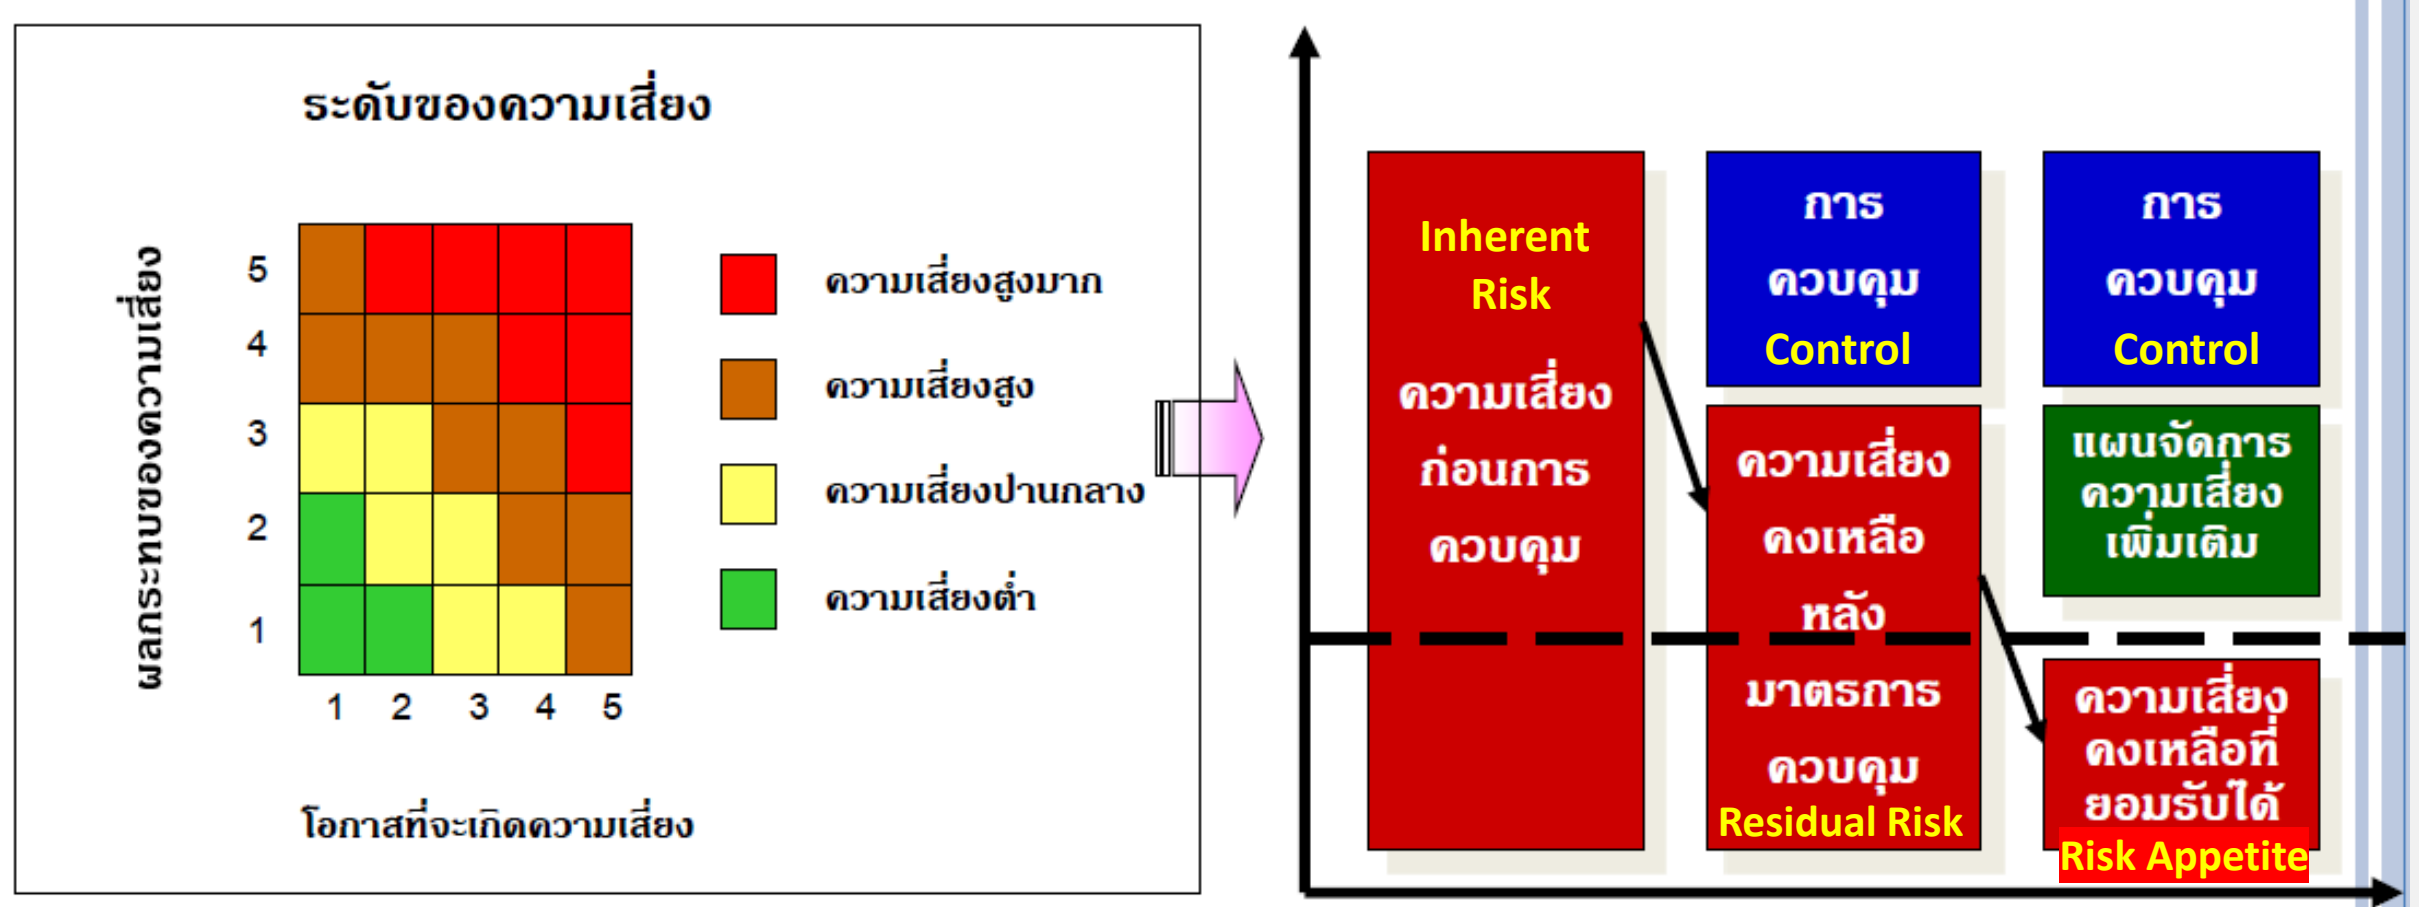 ระดับของความเสี่ยง
ผลกระทบของความเสี่ยง
5
4
3
2
1
1 2 3 4 5
โอกาสที่จะเกิดความเสี่ยง
ความเสี่ยงสูงมาก
ความเสี่ยงสูง
ความเสี่ยงปานกลาง
ความเสี่ยงต่ำ
Inherent
Risk
ความเสี่ยง
ก่อนการ
ควบคุม
การ
ควบคุม
Control
ความเสี่ยง
คงเหลือ
หลัง
มาตรการ
ควบคุม
Residual Risk
การ
ควบคุม
Control
แผนจัดการ
ความเสี่ยง
เพิ่มเติม
ความเสี่ยง
คงเหลือที่
ยอมรับได้
Risk Appetite